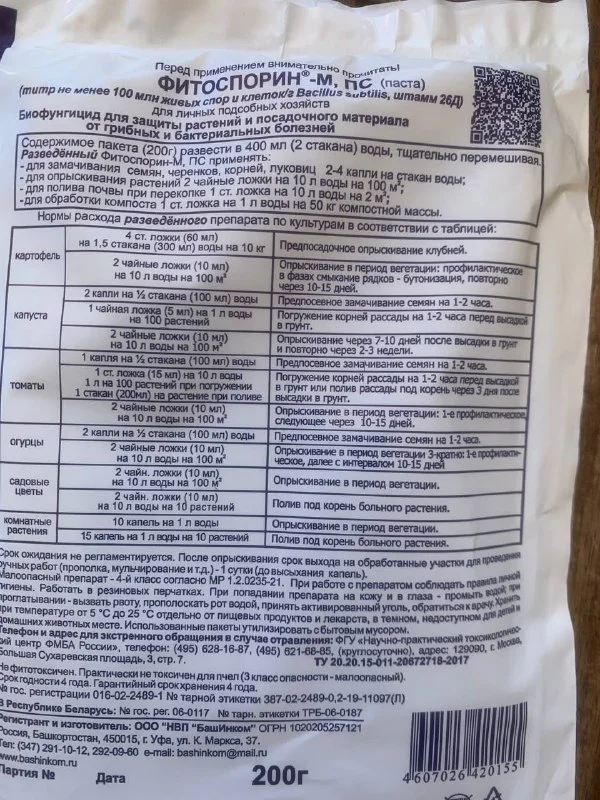 Перед применением внимательно прочитать!
ФИТОСПОРИН®-М, ПС (паста)
(титр не менее 100 млн живых спор и клеток/г Bacillus subtilis, штамм 26Д)
Для личных подсобных хозяйств
Биофунгицид для защиты растений и посадочного материала
от грибных и бактериальных болезней
Содержимое пакета (200г) развести в 400 мл (2 стакана) воды, тщательно перемешивая.
Разведённый Фитоспорин-М, ПС применять:
- для замачивания семян, черенков, корней, луковиц 2-4 капли на стакан воды;
- для опрыскивания растений 2 чайные ложки на 10 л воды на 100 м²;
- для полива почвы при перекопке 1 ст. ложка на 10 л воды на 2 м²;
- для обработки компоста 1 ст. ложка на 1 л воды на 50 кг компостной массы.
Нормы расхода разведённого препарата по культурам в соответствии с таблицей:
картофель
4 ст. ложки (60 мл)
на 1,5 стакана (300 мл) воды на 10 кг
Предпосадочное опрыскивание клубней.
2 чайные ложки (10 мл)
на 10 л воды на 100 м²
Опрыскивание в период вегетации: профилактическое
в фазах смыкание рядков - бутонизация, повторно
через 10-15 дней.
капуста
2 капли на ½ стакана (100 мл) воды
Предпосевное замачивание семян на 1-2 часа.
1 чайная ложка (5 мл) на 1 л воды
на 100 растений
Погружение корней рассады на 1-2 часа перед высадкой
в грунт.
2 чайные ложки (10 мл)
на 10 л воды на 100 м²
Опрыскивание через 7-10 дней после высадки в грунт
и повторно через 2-3 недели.
томаты
1 капля на ½ стакана (100 мл) воды
Предпосевное замачивание семян на 1-2 часа.
1 ст. ложка (15 мл) на 10 л воды
1 л на 100 растений при погружении
1 стакан (200мл) на растение при поливе
Погружение корней рассады на 1-2 часа перед высадкой
в грунт или полив рассады под корень через 3 дня после
высадки в грунт.
2 чайные ложки (10 мл)
на 10 л воды на 100 м²
Опрыскивание в период вегетации: 1-е профилактическое,
следующее через 10-15 дней.
огурцы
2 капли на ½ стакана (100 мл) воды
Предпосевное замачивание семян на 1-2 часа.
2 чайные ложки (10 мл)
на 10 л воды на 100 м²
Опрыскивание в период вегетации 3-кратно: 1-е профилакти-
ческое, далее с интервалом 10-15 дней
садовые
цветы
2 чайн. ложки (10 мл)
на 10 л воды на 100 м²
Опрыскивание в период вегетации.
2 чайн. ложки (10 мл)
на 10 л воды на 10 растений
Полив под корень больного растения.
комнатные
растения
10 капель на 1 л воды
Опрыскивание в период вегетации.
15 капель на 1 л воды на 10 растений
Полив под корень больного растения.
Срок ожидания не регламентируется. После опрыскивания срок выхода на обработанные участки для проведения
ручных работ (прополка, мульчирование и т.д.) - 1 сутки (до высыхания капель).
Малоопасный препарат - 4-й класс согласно МР 1.2.0235-21. При работе с препаратом соблюдать правила личной
гигиены. Работать в резиновых перчатках. При попадании препарата на кожу и в глаза - промыть водой; при
проглатывании - вызвать рвоту, прополоскать рот водой, принять активированный уголь, обратиться к врачу. Хранить
при температуре от 5 °С до 25 °С отдельно от пищевых продуктов и лекарств, в темном, недоступном для детей и
домашних животных месте. Использованные пакеты утилизировать с бытовым мусором.
Телефон и адрес для экстренного обращения в случае отравления: ФГУ «Научно-практический токсикологиче-
ский центр ФМБА России», телефон: (495) 628-16-87, (495) 621-68-85, (круглосуточно), адрес: 129090, г. Москва,
Большая Сухаревская площадь, 3, стр. 7.
ТУ 20.20.15-011-20672718-2017
Не фитотоксичен. Практически не токсичен для пчел (3 класс опасности - малоопасный).
Срок годности 4 года. Гарантийный срок хранения 4 года.
№ гос. регистрации 016-02-2489-1 № тарной этикетки 387-02-2489-0,2-19-11097(Л)
В Республике Беларусь: № гос. рег. 06-0117 № тарн. этикетки ТРБ-06-0187
Регистрант и изготовитель: ООО "НВП "БашИнком" ОГРН 1020205257121
Россия, Башкортостан, 450015, г. Уфа, ул. К. Маркса, 37.
Тел: (347) 291-10-12, 292-09-60 e-mail: bashinkom@mail.ru
www.bashinkom.ru
Партия № Дата 200г
4607026420155